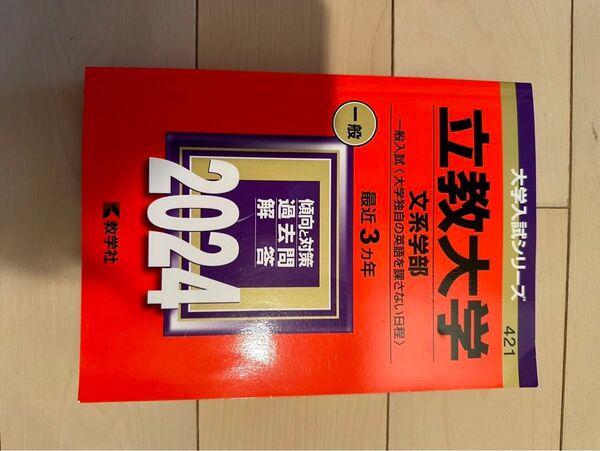 大学入試シリーズ
421
立教大学
文系学部
一般入試〈大学独自の英語を課さない日程〉
最近3カ年
一般
傾向と対策
過去問
解答
2024
教学社